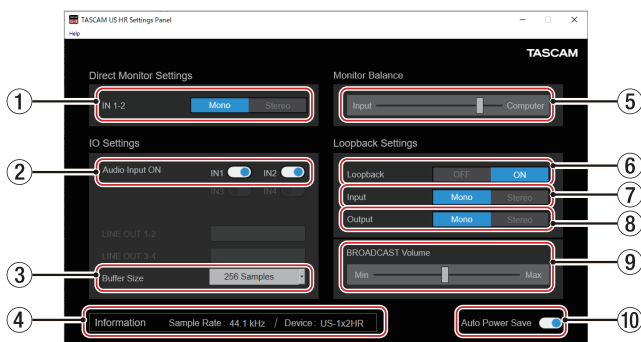 TASCAM US HR Settings Panel
Help
TASCAM
Direct Monitor Settings
Monitor Balance
1
IN 1-2
Mono
Stereo
Input
Computer
5
IO Settings
Loopback Settings
2
Audio Input ON
IN1
IN2
IN3
IN4
Loopback
OFF
ON
6
Input
Mono
Stereo
7
Output
Mono
Stereo
8
LINE OUT 1-2
LINE OUT 3-4
BROADCAST Volume
Min
Max
9
3
Buffer Size
256 Samples
4
Information
Sample Rate : 44.1 kHz / Device : US-1x2HR
Auto Power Save
10